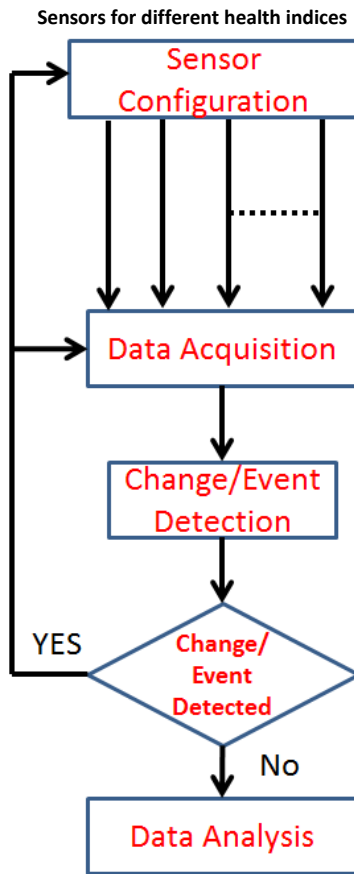 Sensors for different health indices
Sensor
Configuration
Data Acquisition
Change/Event
Detection
YES
Change/
Event
Detected
No
Data Analysis